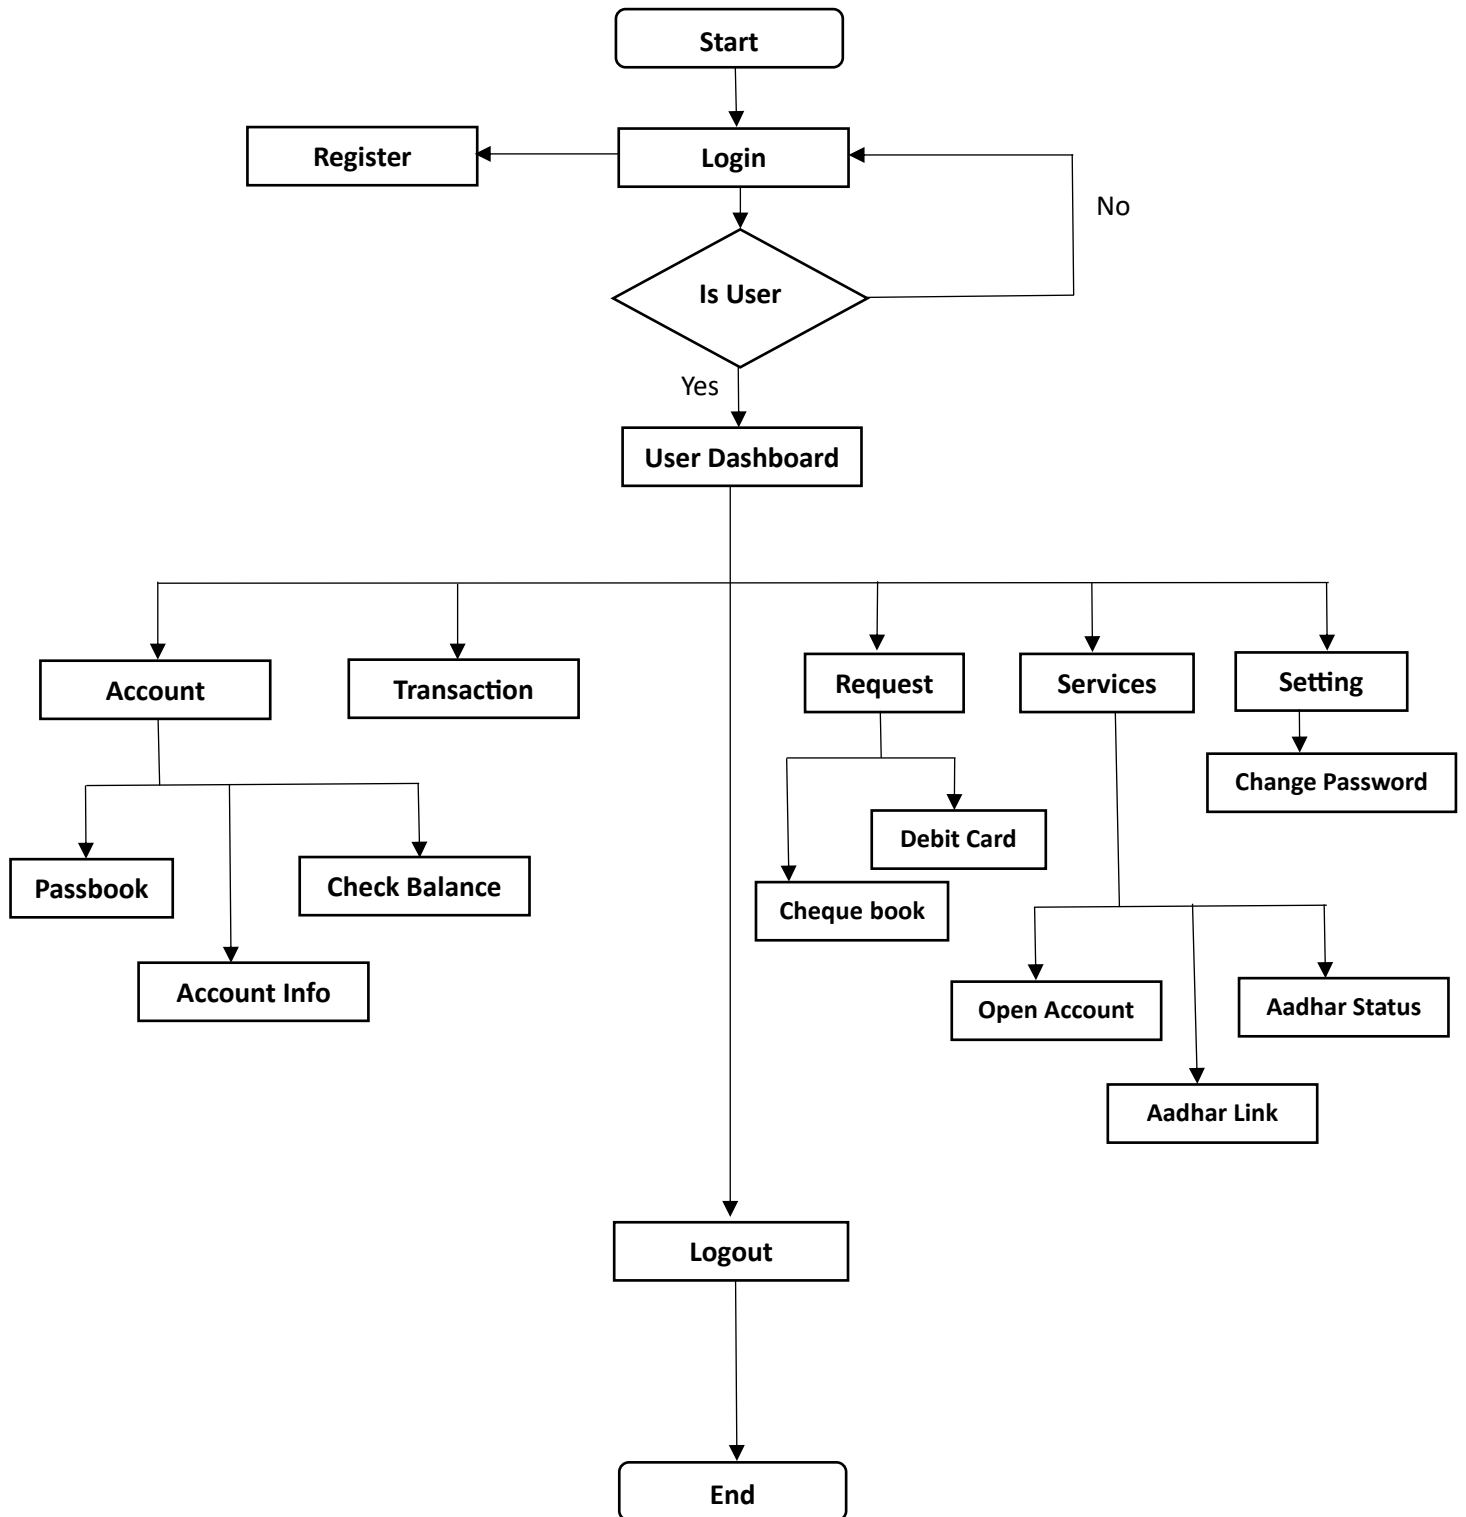 Start
Register
Login
No
Is User
Yes
User Dashboard
Account
Transaction
Request
Services
Setting
Change Password
Debit Card
Passbook
Check Balance
Cheque book
Account Info
Open Account
Aadhar Status
Aadhar Link
Logout
End